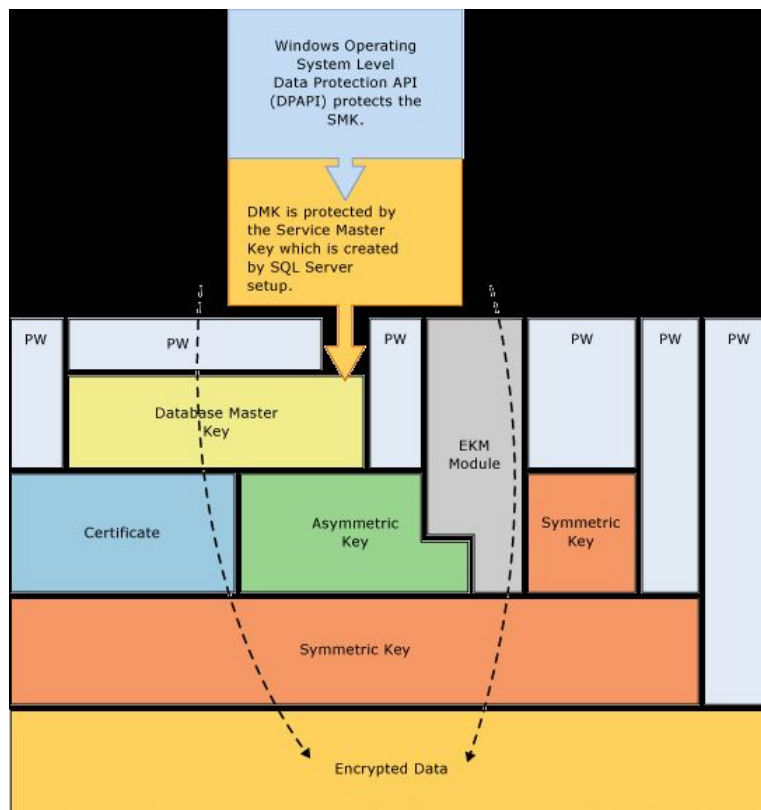 Windows Operating
System Level
Data Protection API
(DPAPI) protects the
SMK.
DMK is protected by
the Service Master
Key which is created
by SQL Server
setup.
PW
PW
PW
PW
PW
PW
Database Master
Key
EKM
Module
Certificate
Asymmetric
Key
Symmetric
Key
Symmetric Key
Encrypted Data